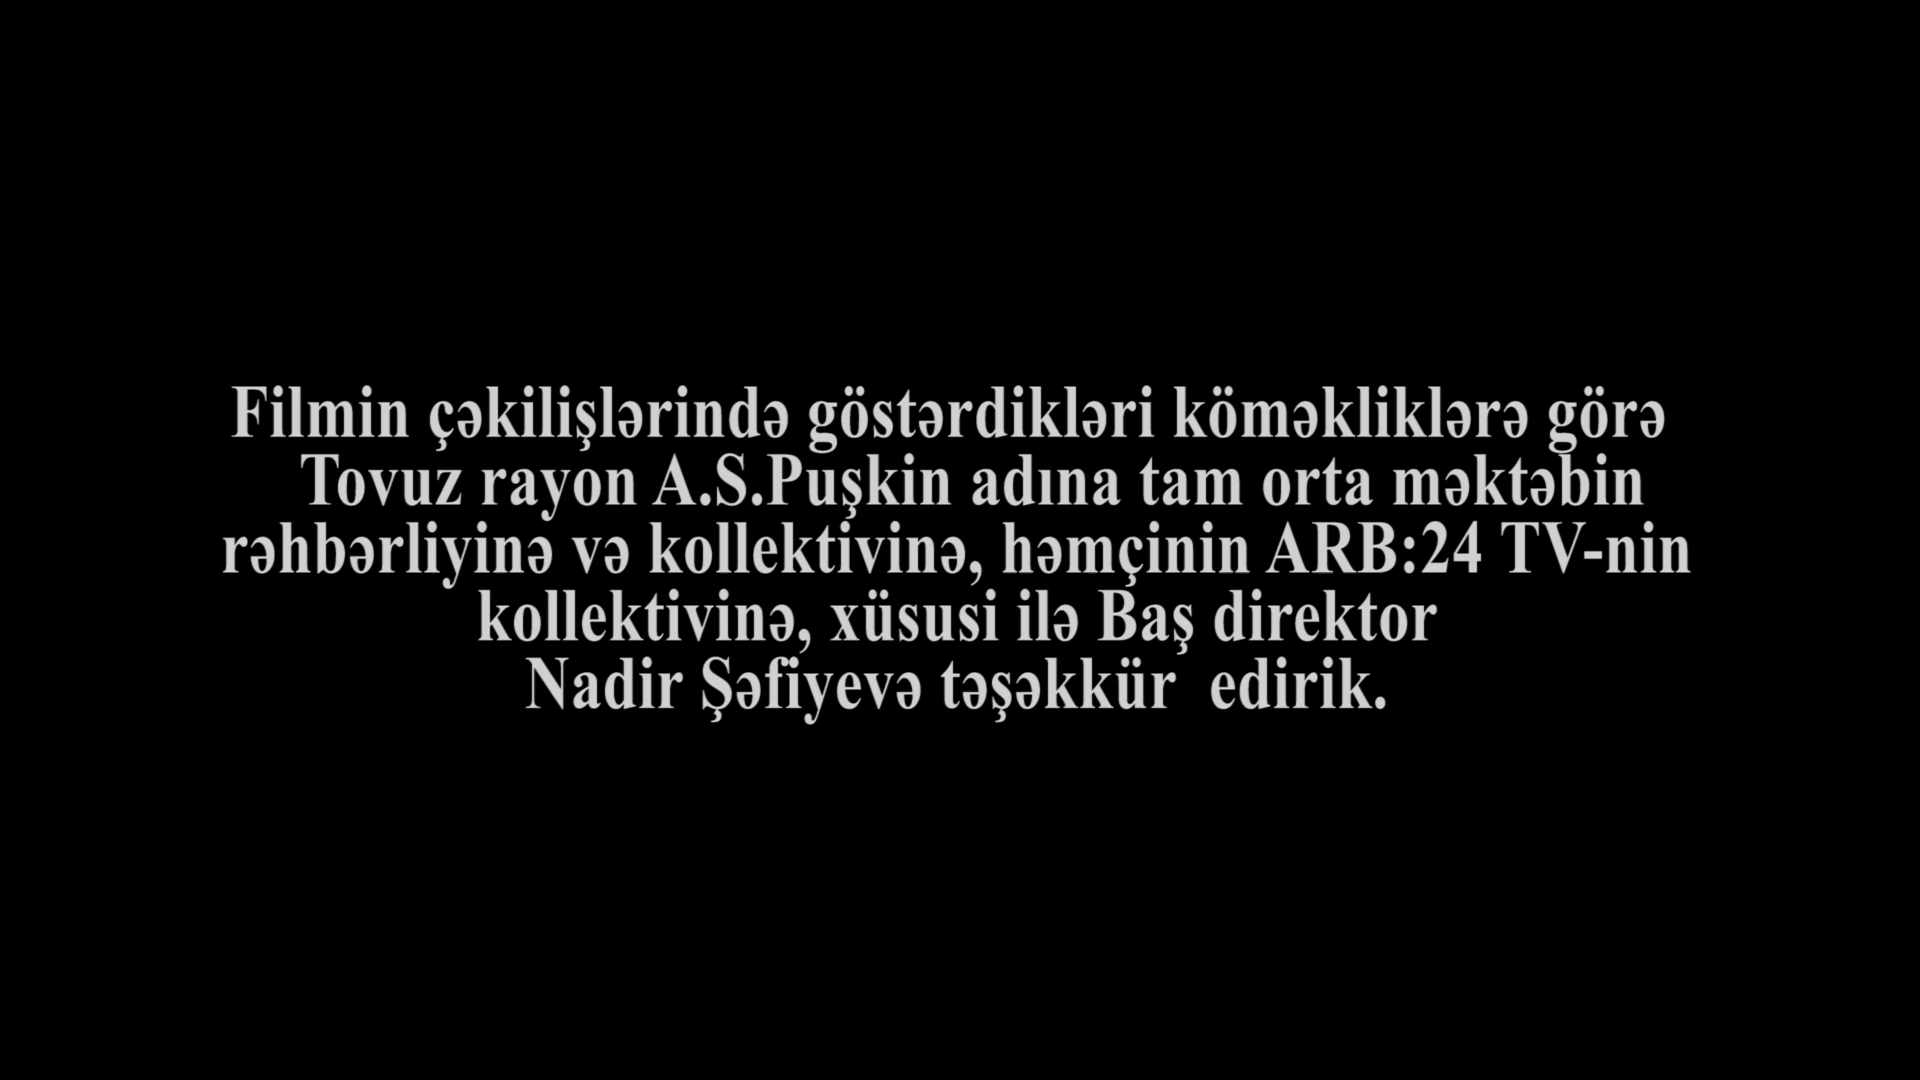 Filmin çəkilişlərində göstərdikləri köməkliklərə görə
Tovuz rayon A.S.Puşkin adına tam orta məktəbin
rəhbərliyinə və kollektivinə, həmçinin ARB:24 TV-nin
kollektivinə, xüsusi ilə Baş direktor
Nadir Şəfiyevə təşəkkür  edirik.